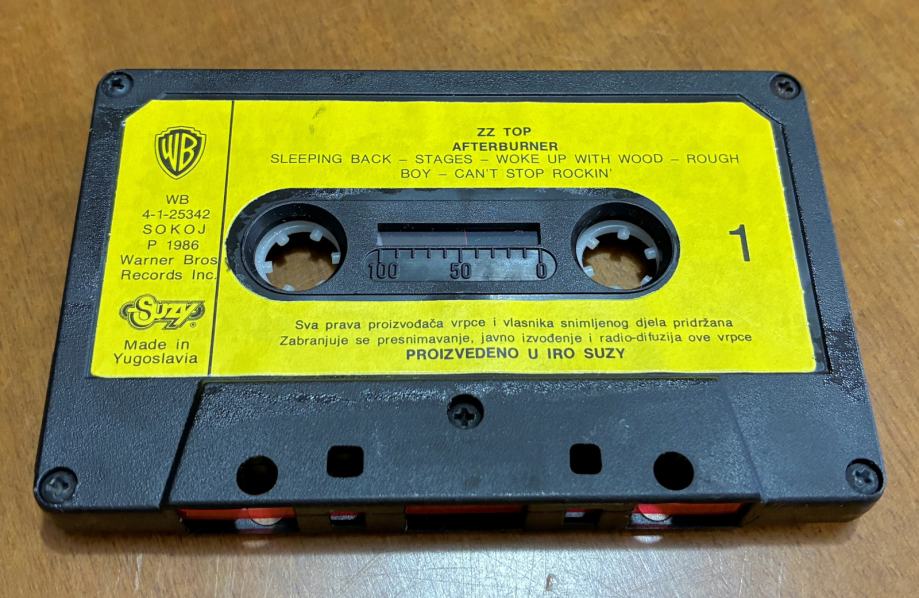 ZZ TOP
AFTERBURNER
SLEEPING BACK – STAGES – WOKE UP WITH WOOD – ROUGH
BOY – CAN'T STOP ROCKIN'
WB
WB
4-1-25342
SOKOJ
P 1986
Warner Bros
Records Inc.
SUZY ®
Made in
Yugoslavia
100 50 0
1
Sva prava proizvođača vrpce i vlasnika snimljenog djela pridržana
Zabranjuje se presnimavanje, javno izvođenje i radio-difuzija ove vrpce
PROIZVEDENO U IRO SUZY